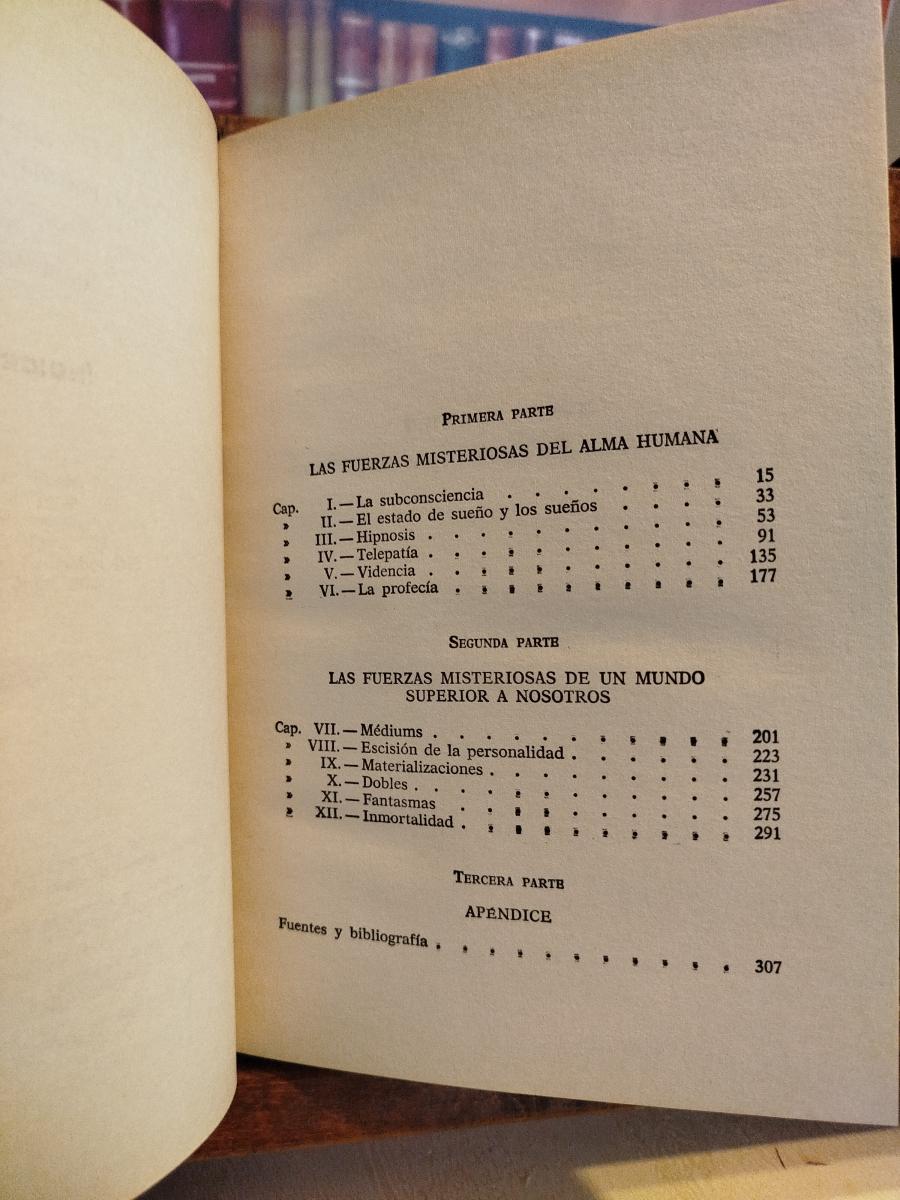 PRIMERA PARTE
LAS FUERZAS MISTERIOSAS DEL ALMA HUMANA
Cap. I.—La subconsciencia . . . . . . . . 15
» II.—El estado de sueño y los sueños . . . . 33
» III.—Hipnosis . . . . . . . . . . . 53
» IV.—Telepatía . . . . . . . . . . . 91
» V.—Videncia . . . . . . . . . . . 135
» VI.—La profecía . . . . . . . . . . 177
SEGUNDA PARTE
LAS FUERZAS MISTERIOSAS DE UN MUNDO
SUPERIOR A NOSOTROS
Cap. VII.—Médiums . . . . . . . . . . . 201
» VIII.—Escisión de la personalidad . . . . . . 223
» IX.—Materializaciones . . . . . . . . . 231
» X.—Dobles . . . . . . . . . . . . 257
» XI.—Fantasmas . . . . . . . . . . 275
» XII.—Inmortalidad . . . . . . . . . . 291
TERCERA PARTE
APÉNDICE
Fuentes y bibliografía . . . . . . . . . . . 307